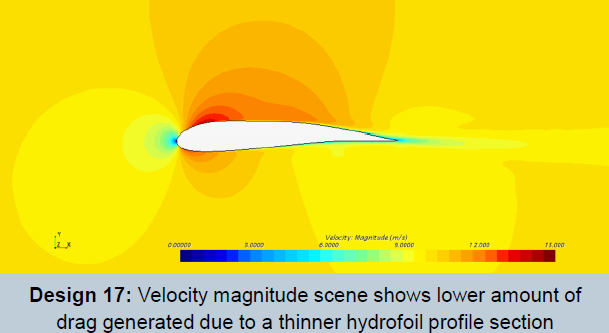 Y
Z X
Velocity: Magnitude (m/s)
0.00000 3.0000 6.0000 9.0000 12.000 15.000
Design 17: Velocity magnitude scene shows lower amount of
drag generated due to a thinner hydrofoil profile section